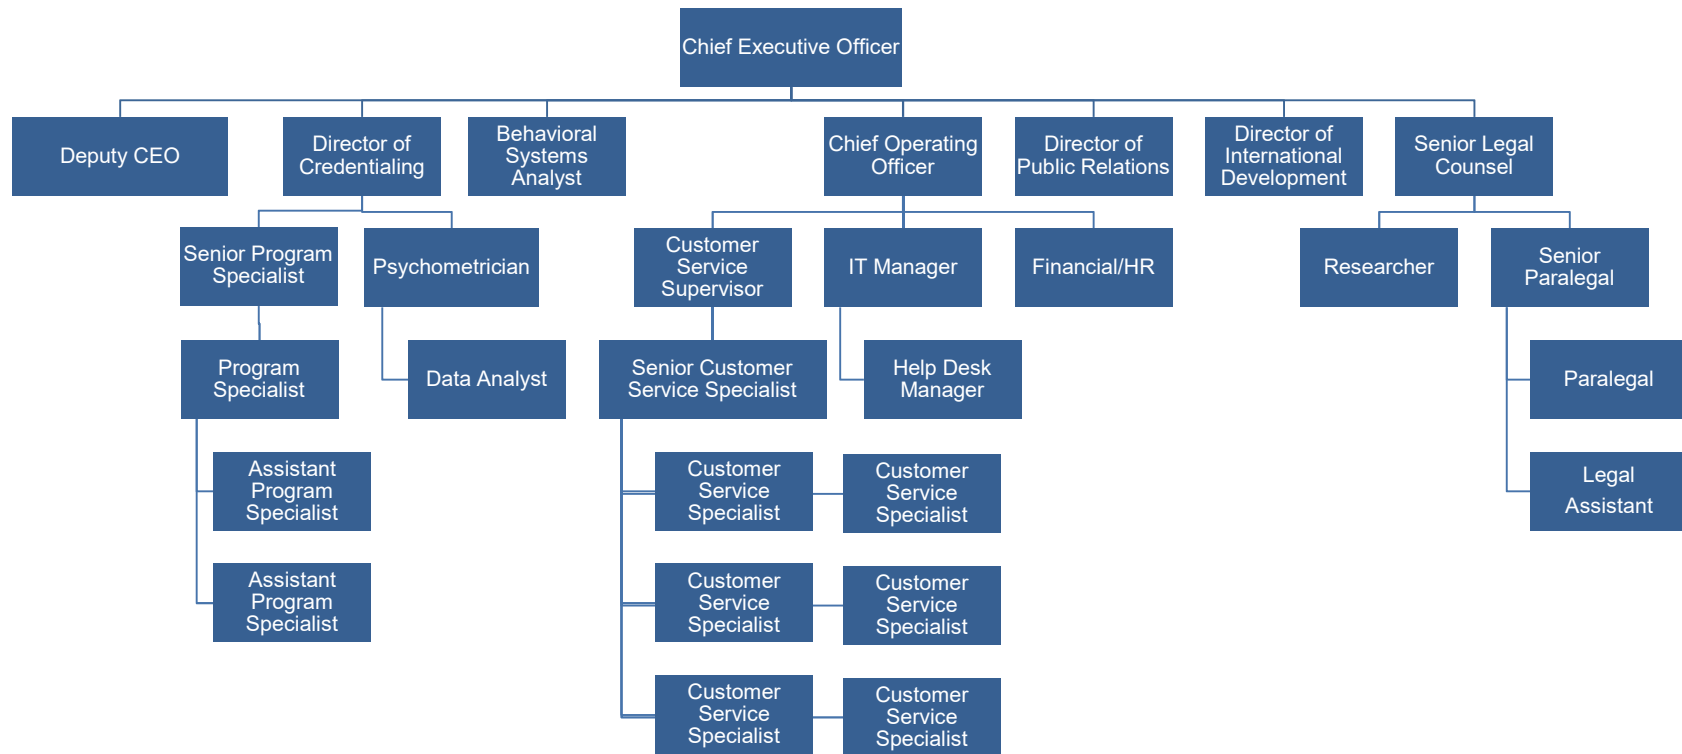 Chief Executive Officer
Deputy CEO
Director of
Credentialing
Behavioral
Systems
Analyst
Chief Operating
Officer
Director of
Public Relations
Director of
International
Development
Senior Legal
Counsel
Senior Program
Specialist
Psychometrician
Customer
Service
Supervisor
IT Manager
Financial/HR
Researcher
Senior
Paralegal
Program
Specialist
Data Analyst
Senior Customer
Service Specialist
Help Desk
Manager
Paralegal
Assistant
Program
Specialist
Customer
Service
Specialist
Customer
Service
Specialist
Legal
Assistant
Assistant
Program
Specialist
Customer
Service
Specialist
Customer
Service
Specialist
Customer
Service
Specialist
Customer
Service
Specialist